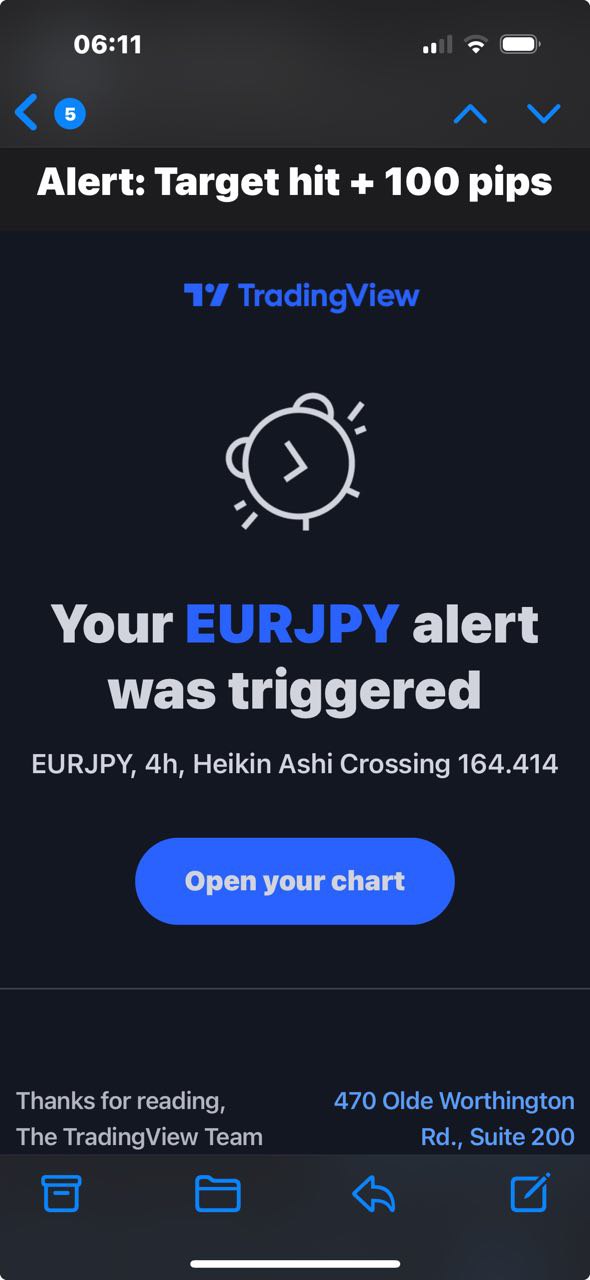 06:11
5
Alert: Target hit + 100 pips
TradingView
Your EURJPY alert
was triggered
EURJPY, 4h, Heikin Ashi Crossing 164.414
Open your chart
Thanks for reading,
The TradingView Team
470 Olde Worthington
Rd., Suite 200